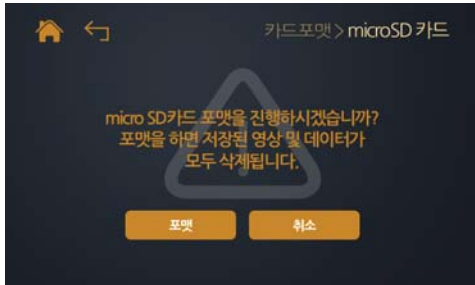 카드포맷 > microSD 카드
micro SD카드 포맷을 진행하시겠습니까?
포맷을 하면 저장된 영상 및 데이터가
모두 삭제됩니다.
포맷 취소